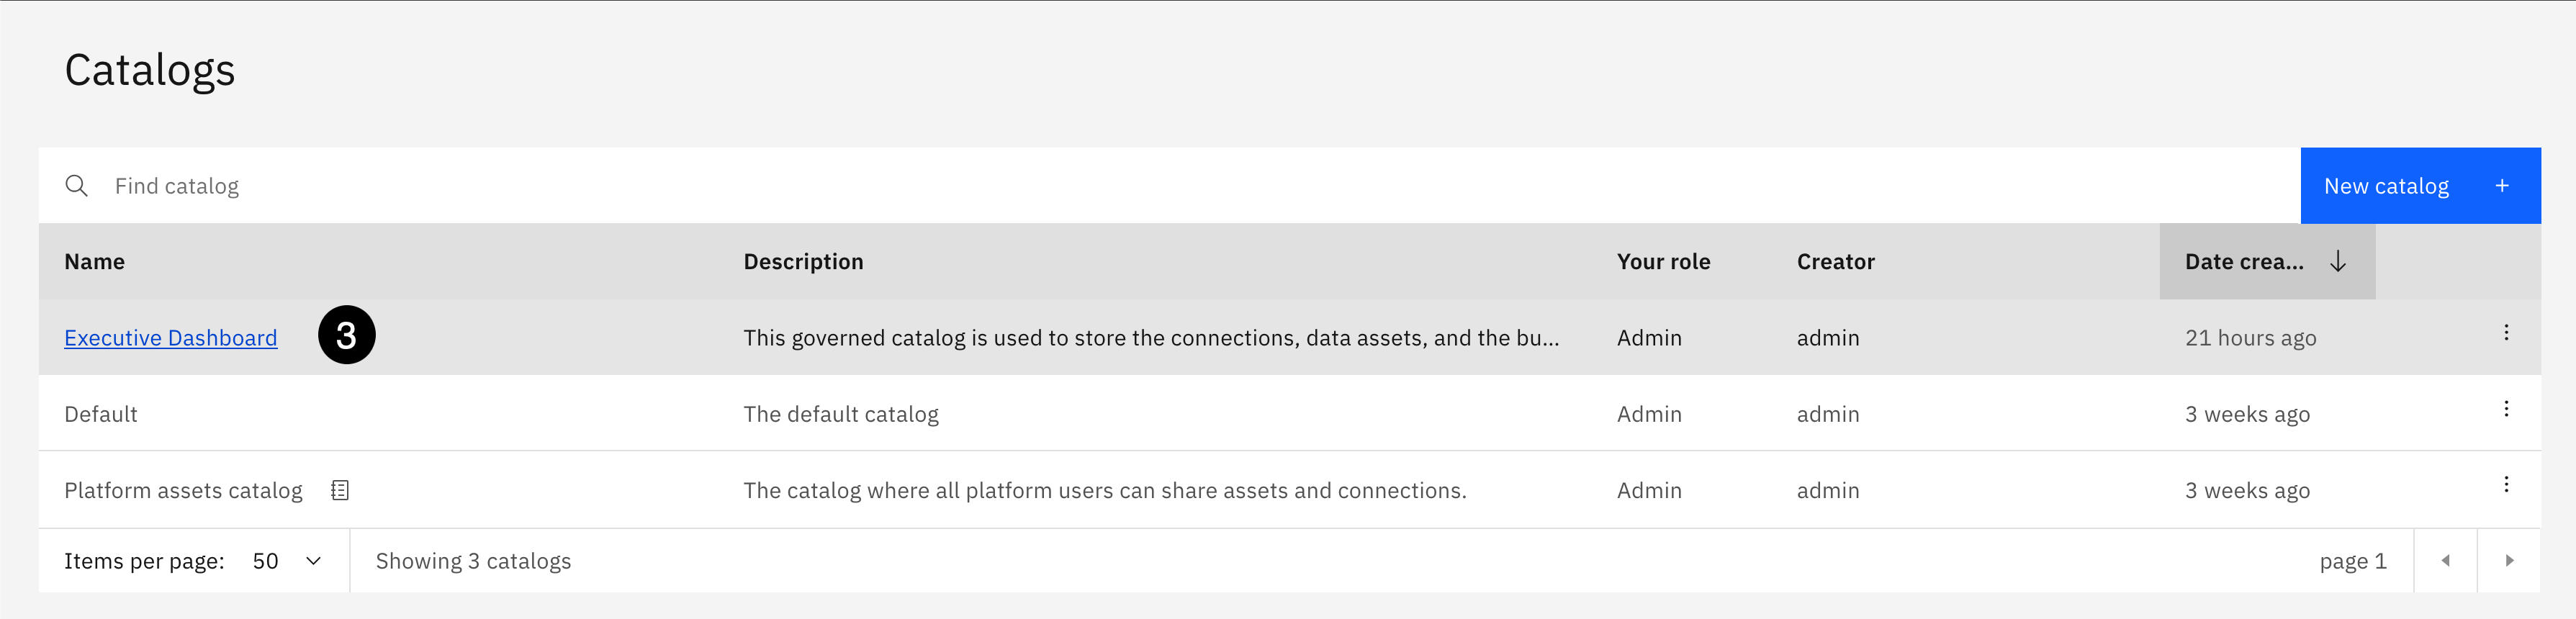 Catalogs
Find catalog
New catalog +
Name Description Your role Creator Date crea...
Executive Dashboard 3 This governed catalog is used to store the connections, data assets, and the bu... Admin admin 21 hours ago
Default The default catalog Admin admin 3 weeks ago
Platform assets catalog The catalog where all platform users can share assets and connections. Admin admin 3 weeks ago
Items per page: 50 Showing 3 catalogs page 1